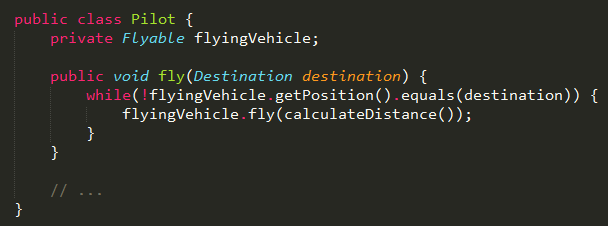 public class Pilot {
    private Flyable flyingVehicle;

    public void fly(Destination destination) {
        while(!flyingVehicle.getPosition().equals(destination)) {
            flyingVehicle.fly(calculateDistance());
        }
    }

    // ...
}